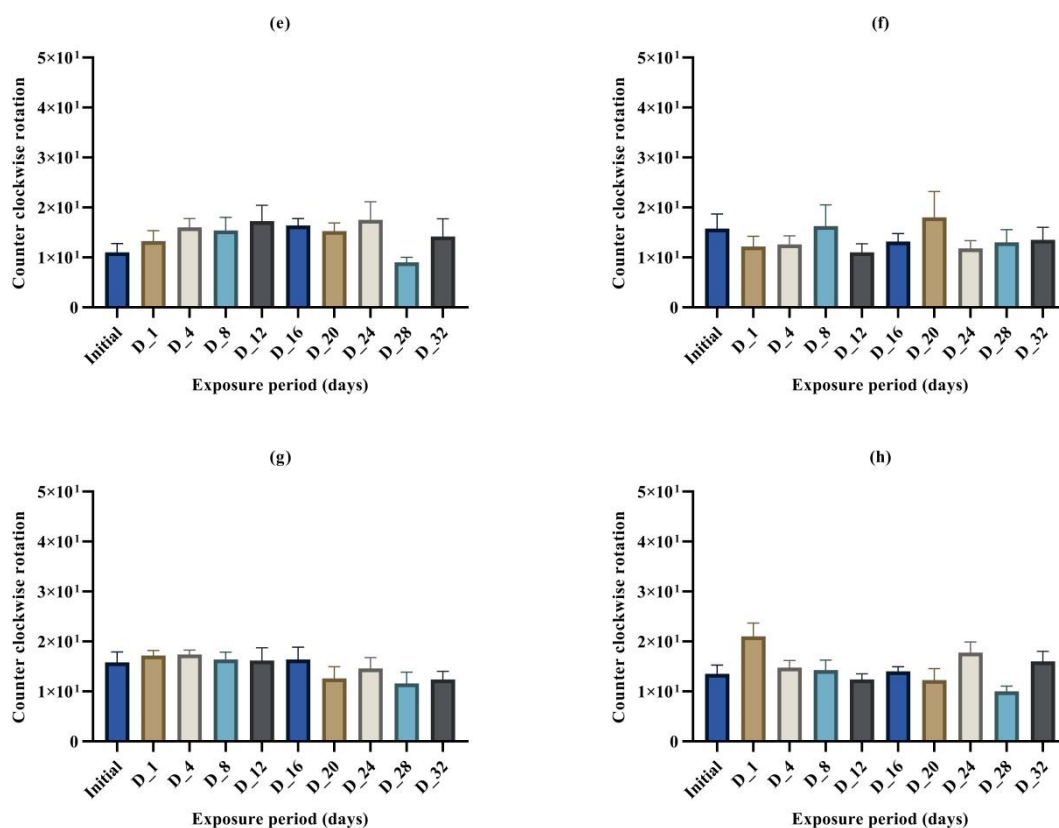 (e)
Counter clockwise rotation
5×10¹
4×10¹
3×10¹
2×10¹
1×10¹
0
Initial
D_1
D_4
D_8
D_12
D_16
D_20
D_24
D_28
D_32
Exposure period (days)
(f)
Counter clockwise rotation
5×10¹
4×10¹
3×10¹
2×10¹
1×10¹
0
Initial
D_1
D_4
D_8
D_12
D_16
D_20
D_24
D_28
D_32
Exposure period (days)
(g)
Counter clockwise rotation
5×10¹
4×10¹
3×10¹
2×10¹
1×10¹
0
Initial
D_1
D_4
D_8
D_12
D_16
D_20
D_24
D_28
D_32
Exposure period (days)
(h)
Counter clockwise rotation
5×10¹
4×10¹
3×10¹
2×10¹
1×10¹
0
Initial
D_1
D_4
D_8
D_12
D_16
D_20
D_24
D_28
D_32
Exposure period (days)